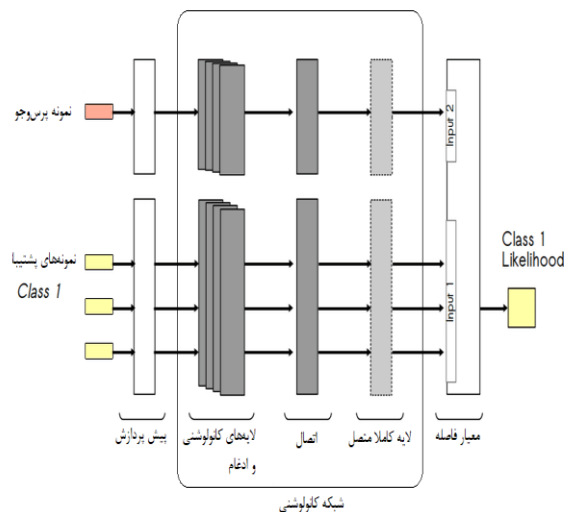 نمونه پرس‌وجو
Input 2
نمونه‌های پشتیبا
Class 1
Input 1
Class 1
Likelihood
پیش پردازش
لایه‌های کانولوشنی
و ادغام
اتصال
لایه کاملا متصل
معیار فاصله
شبکه کانولوشنی